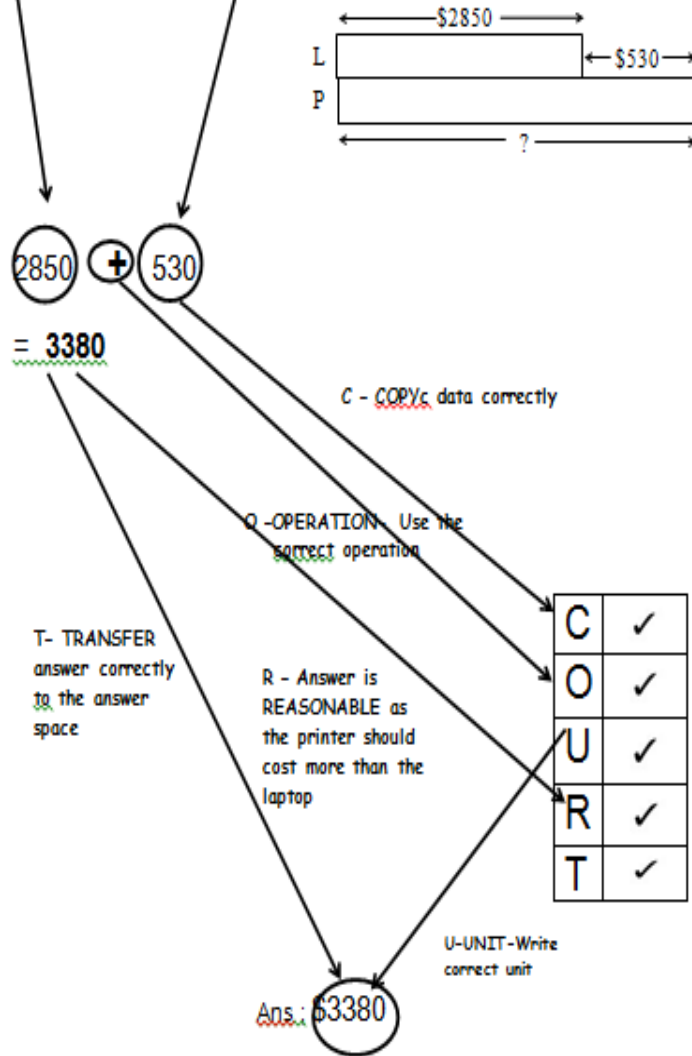 $2850
L
$530
P
?
2850 + 530
= 3380
C - COPYc data correctly
O -OPERATION- Use the
correct operation
T- TRANSFER
answer correctly
to the answer
space
R - Answer is
REASONABLE as
the printer should
cost more than the
laptop
C ✓
O ✓
U ✓
R ✓
T ✓
U-UNIT-Write
correct unit
Ans : $3380